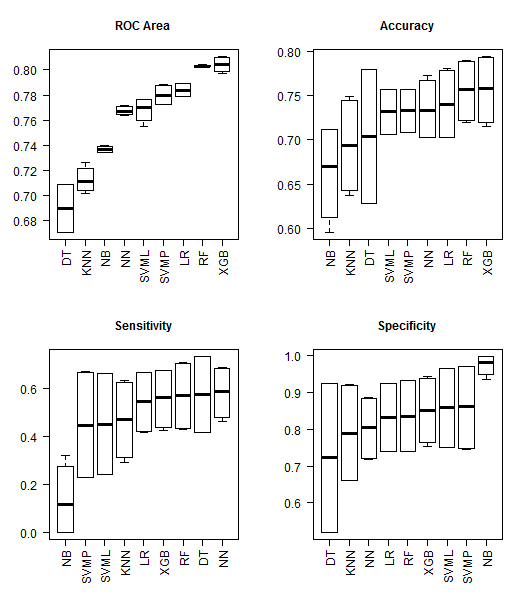 ROC Area
0.80
0.78
0.76
0.74
0.72
0.70
0.68
DT KNN NB NN SVML SVMP LR RF XGB
Accuracy
0.80
0.75
0.70
0.65
0.60
NB KNN DT SVML SVMP NN LR RF XGB
Sensitivity
0.6
0.4
0.2
0.0
NB SVMP SVML KNN LR XGB RF DT NN
Specificity
1.0
0.9
0.8
0.7
0.6
DT KNN NN LR RF XGB SVML SVMP NB